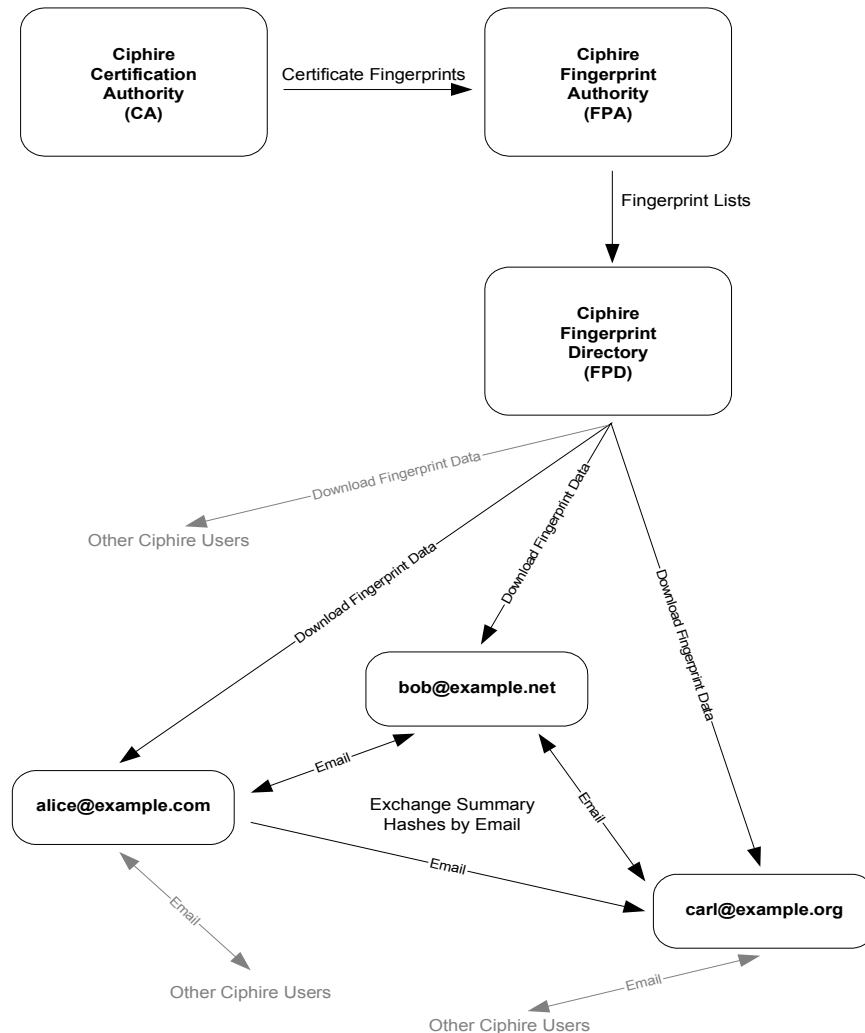 Ciphire
Certification
Authority
(CA)
Certificate Fingerprints
Ciphire
Fingerprint
Authority
(FPA)
Fingerprint Lists
Ciphire
Fingerprint
Directory
(FPD)
Download Fingerprint Data
Other Ciphire Users
Download Fingerprint Data
Download Fingerprint Data
Download Fingerprint Data
bob@example.net
Email
alice@example.com
Exchange Summary
Hashes by Email
Email
Email
carl@example.org
Email
Other Ciphire Users
Email
Other Ciphire Users